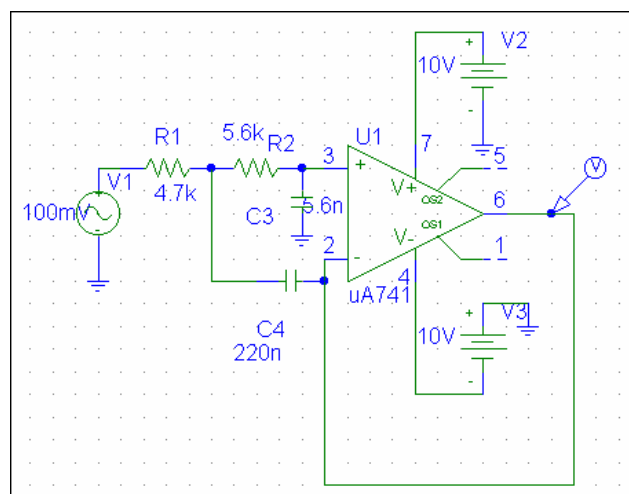 V2
10V
+
-
R1
5.6k
R2
U1
7
5
3
+
V1
4.7k
V+
OS2
6
V
100mV
C3
5.6n
OS1
V-
2
-
4
1
uA741
C4
220n
+
V3
10V
-